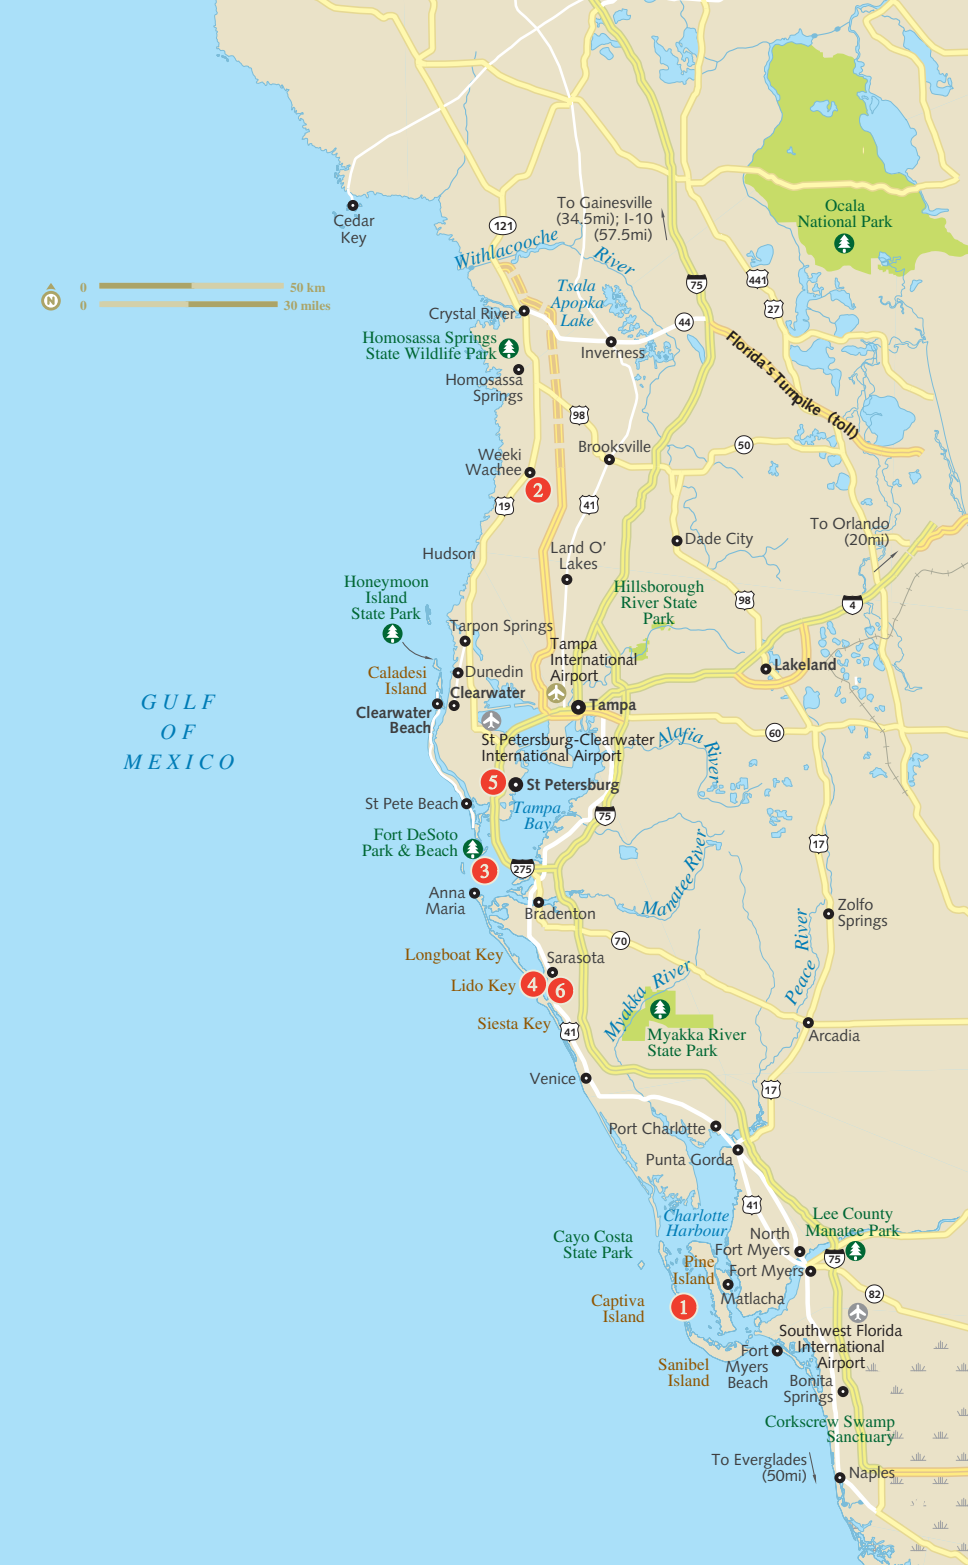 To Gainesville
(34.5mi); I-10
(57.5mi)
Ocala
National Park
Cedar
Key
121
Withlacooche
River
75
441
27
0
50 km
0
30 miles
N
Tsala
Apopka
Lake
Crystal River
44
Inverness
Homosassa Springs
State Wildlife Park
Homosassa
Springs
Florida's Turnpike (toll)
98
Brooksville
50
Weeki
Wachee
2
19
41
To Orlando
(20mi)
Dade City
Hudson
Land O'
Lakes
Honeymoon
Island
State Park
Hillsborough
River State
Park
98
4
Tarpon Springs
Tampa
International
Airport
Lakeland
Caladesi
Island
Dunedin
Clearwater
Clearwater
Beach
Tampa
GULF
OF
MEXICO
St Petersburg-Clearwater
International Airport
Alafia River
60
5
St Petersburg
St Pete Beach
Tampa
Bay
75
Fort DeSoto
Park & Beach
3
275
17
Manatee River
Anna
Maria
Bradenton
Zolfo
Springs
70
Longboat Key
Sarasota
Lido Key
4
6
Myakka River
Peace River
Siesta Key
41
Myakka River
State Park
Arcadia
Venice
17
Port Charlotte
Punta Gorda
41
Charlotte
Harbour
Lee County
Manatee Park
Cayo Costa
State Park
North
Fort Myers
75
Pine
Island
Fort Myers
Matlacha
82
Captiva
Island
1
Southwest Florida
International
Airport
Sanibel
Island
Fort
Myers
Beach
Bonita
Springs
Corkscrew Swamp
Sanctuary
To Everglades
(50mi)
Naples